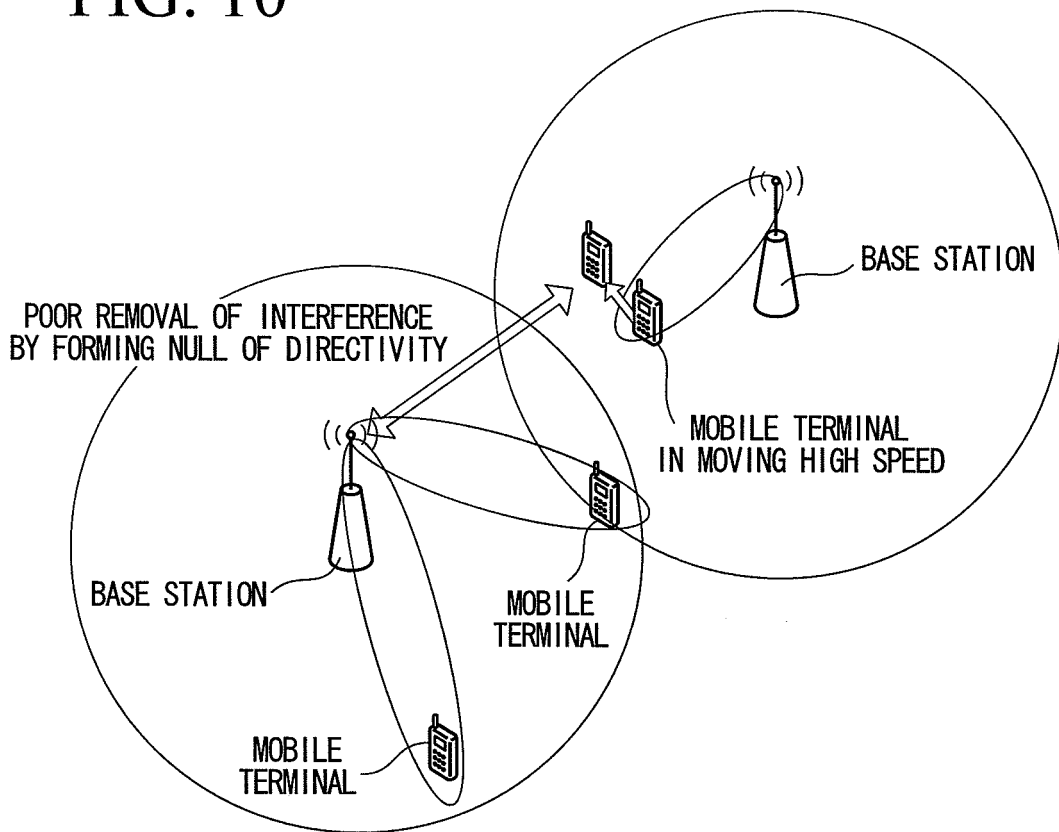 FIG. 10
BASE STATION
POOR REMOVAL OF INTERFERENCE
BY FORMING NULL OF DIRECTIVITY
MOBILE TERMINAL
IN MOVING HIGH SPEED
BASE STATION
MOBILE
TERMINAL
MOBILE
TERMINAL